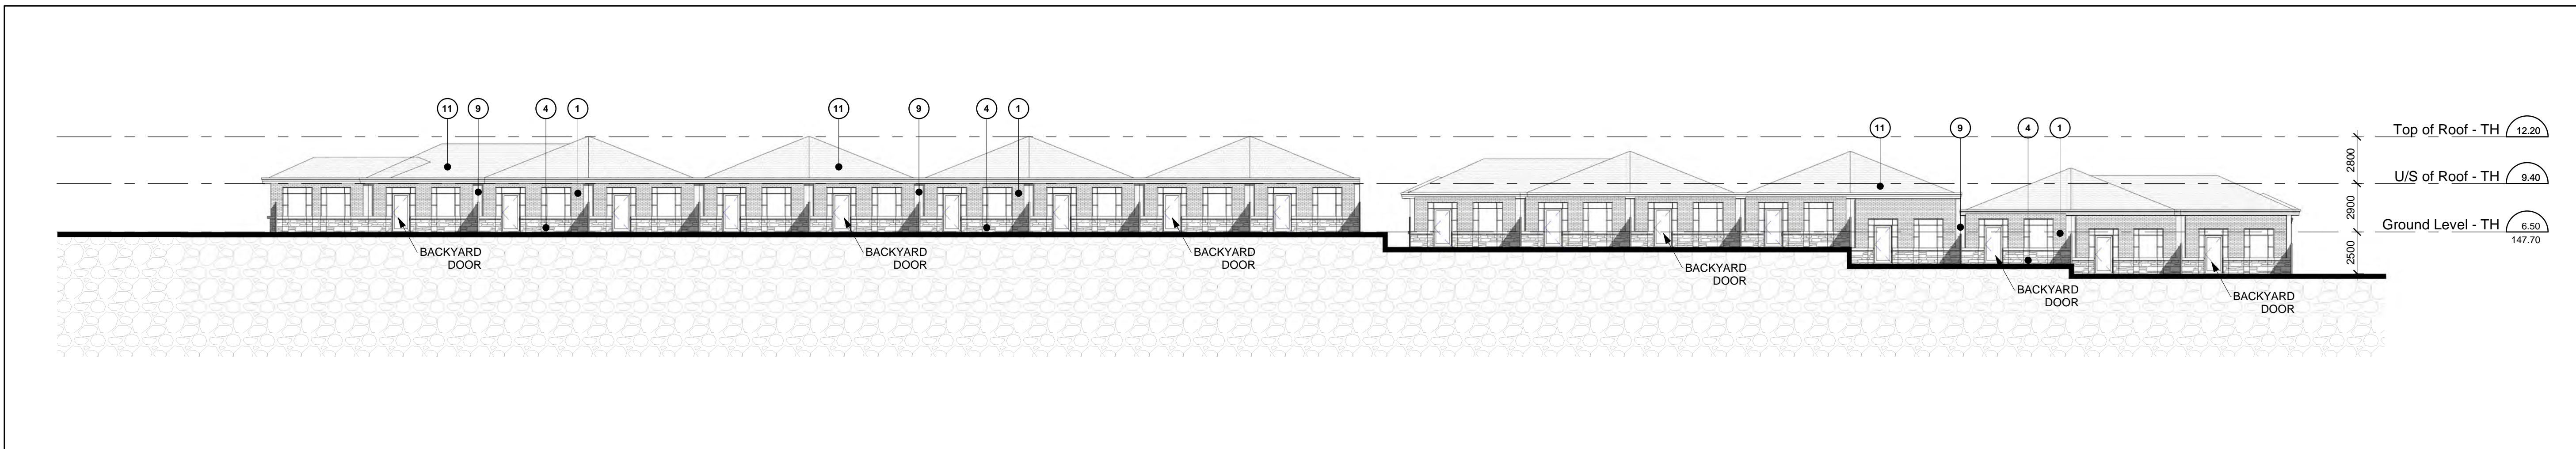 11 9 4 1 11 9 4 1 11 9 4 1
Top of Roof - TH 12.20
2800
U/S of Roof - TH 9.40
2900
Ground Level - TH 6.50
147.70
2500
BACKYARD
DOOR
BACKYARD
DOOR
BACKYARD
DOOR
BACKYARD
DOOR
BACKYARD
DOOR
BACKYARD
DOOR